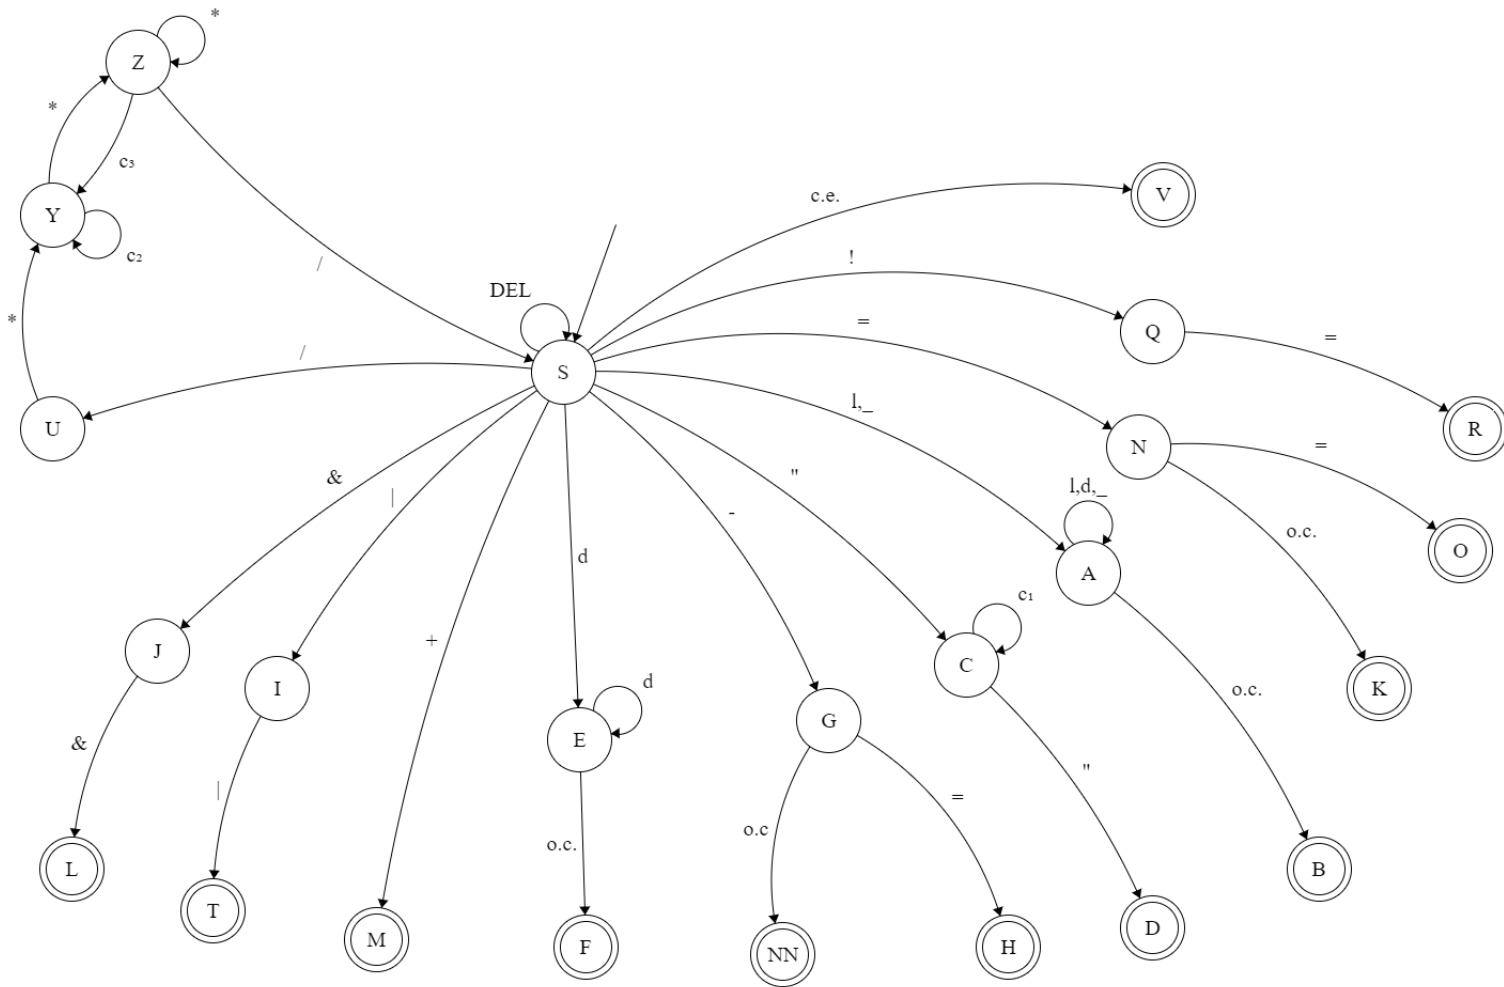 *
Z
*
c₃
Y
c₂
*
/
/
U
DEL
S
c.e.
V
!
Q
=
R
=
N
=
O
o.c.
K
l,_
l,d,_
A
o.c.
B
"
c₁
C
"
D
-
G
o.c
NN
=
H
d
E
d
o.c.
F
+
M
|
I
|
T
&
J
&
L